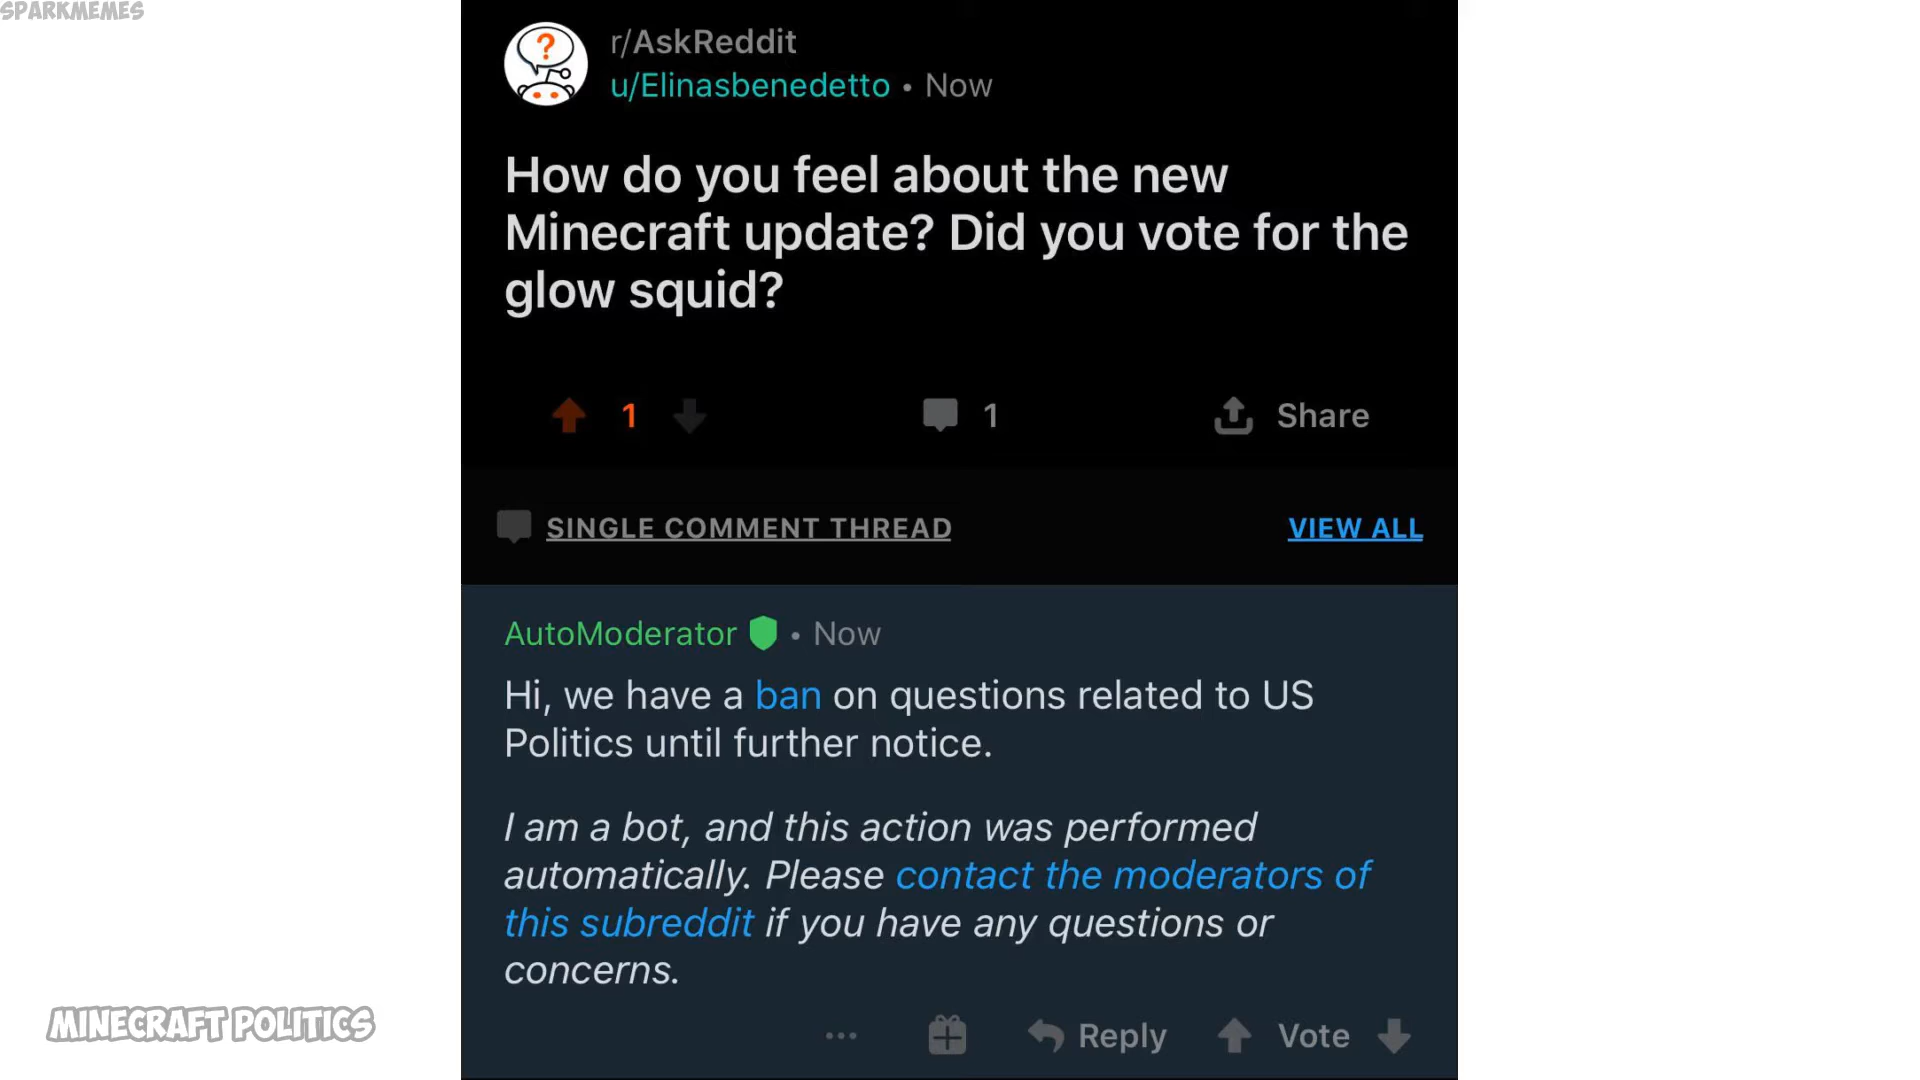 SPARKMEMES
?
r/AskReddit
u/Elinasbenedetto • Now
How do you feel about the new
Minecraft update? Did you vote for the
glow squid?
1
1
Share
SINGLE COMMENT THREAD
VIEW ALL
AutoModerator • Now
Hi, we have a ban on questions related to US
Politics until further notice.
I am a bot, and this action was performed
automatically. Please contact the moderators of
this subreddit if you have any questions or
concerns.
Reply
Vote
MINECRAFT POLITICS